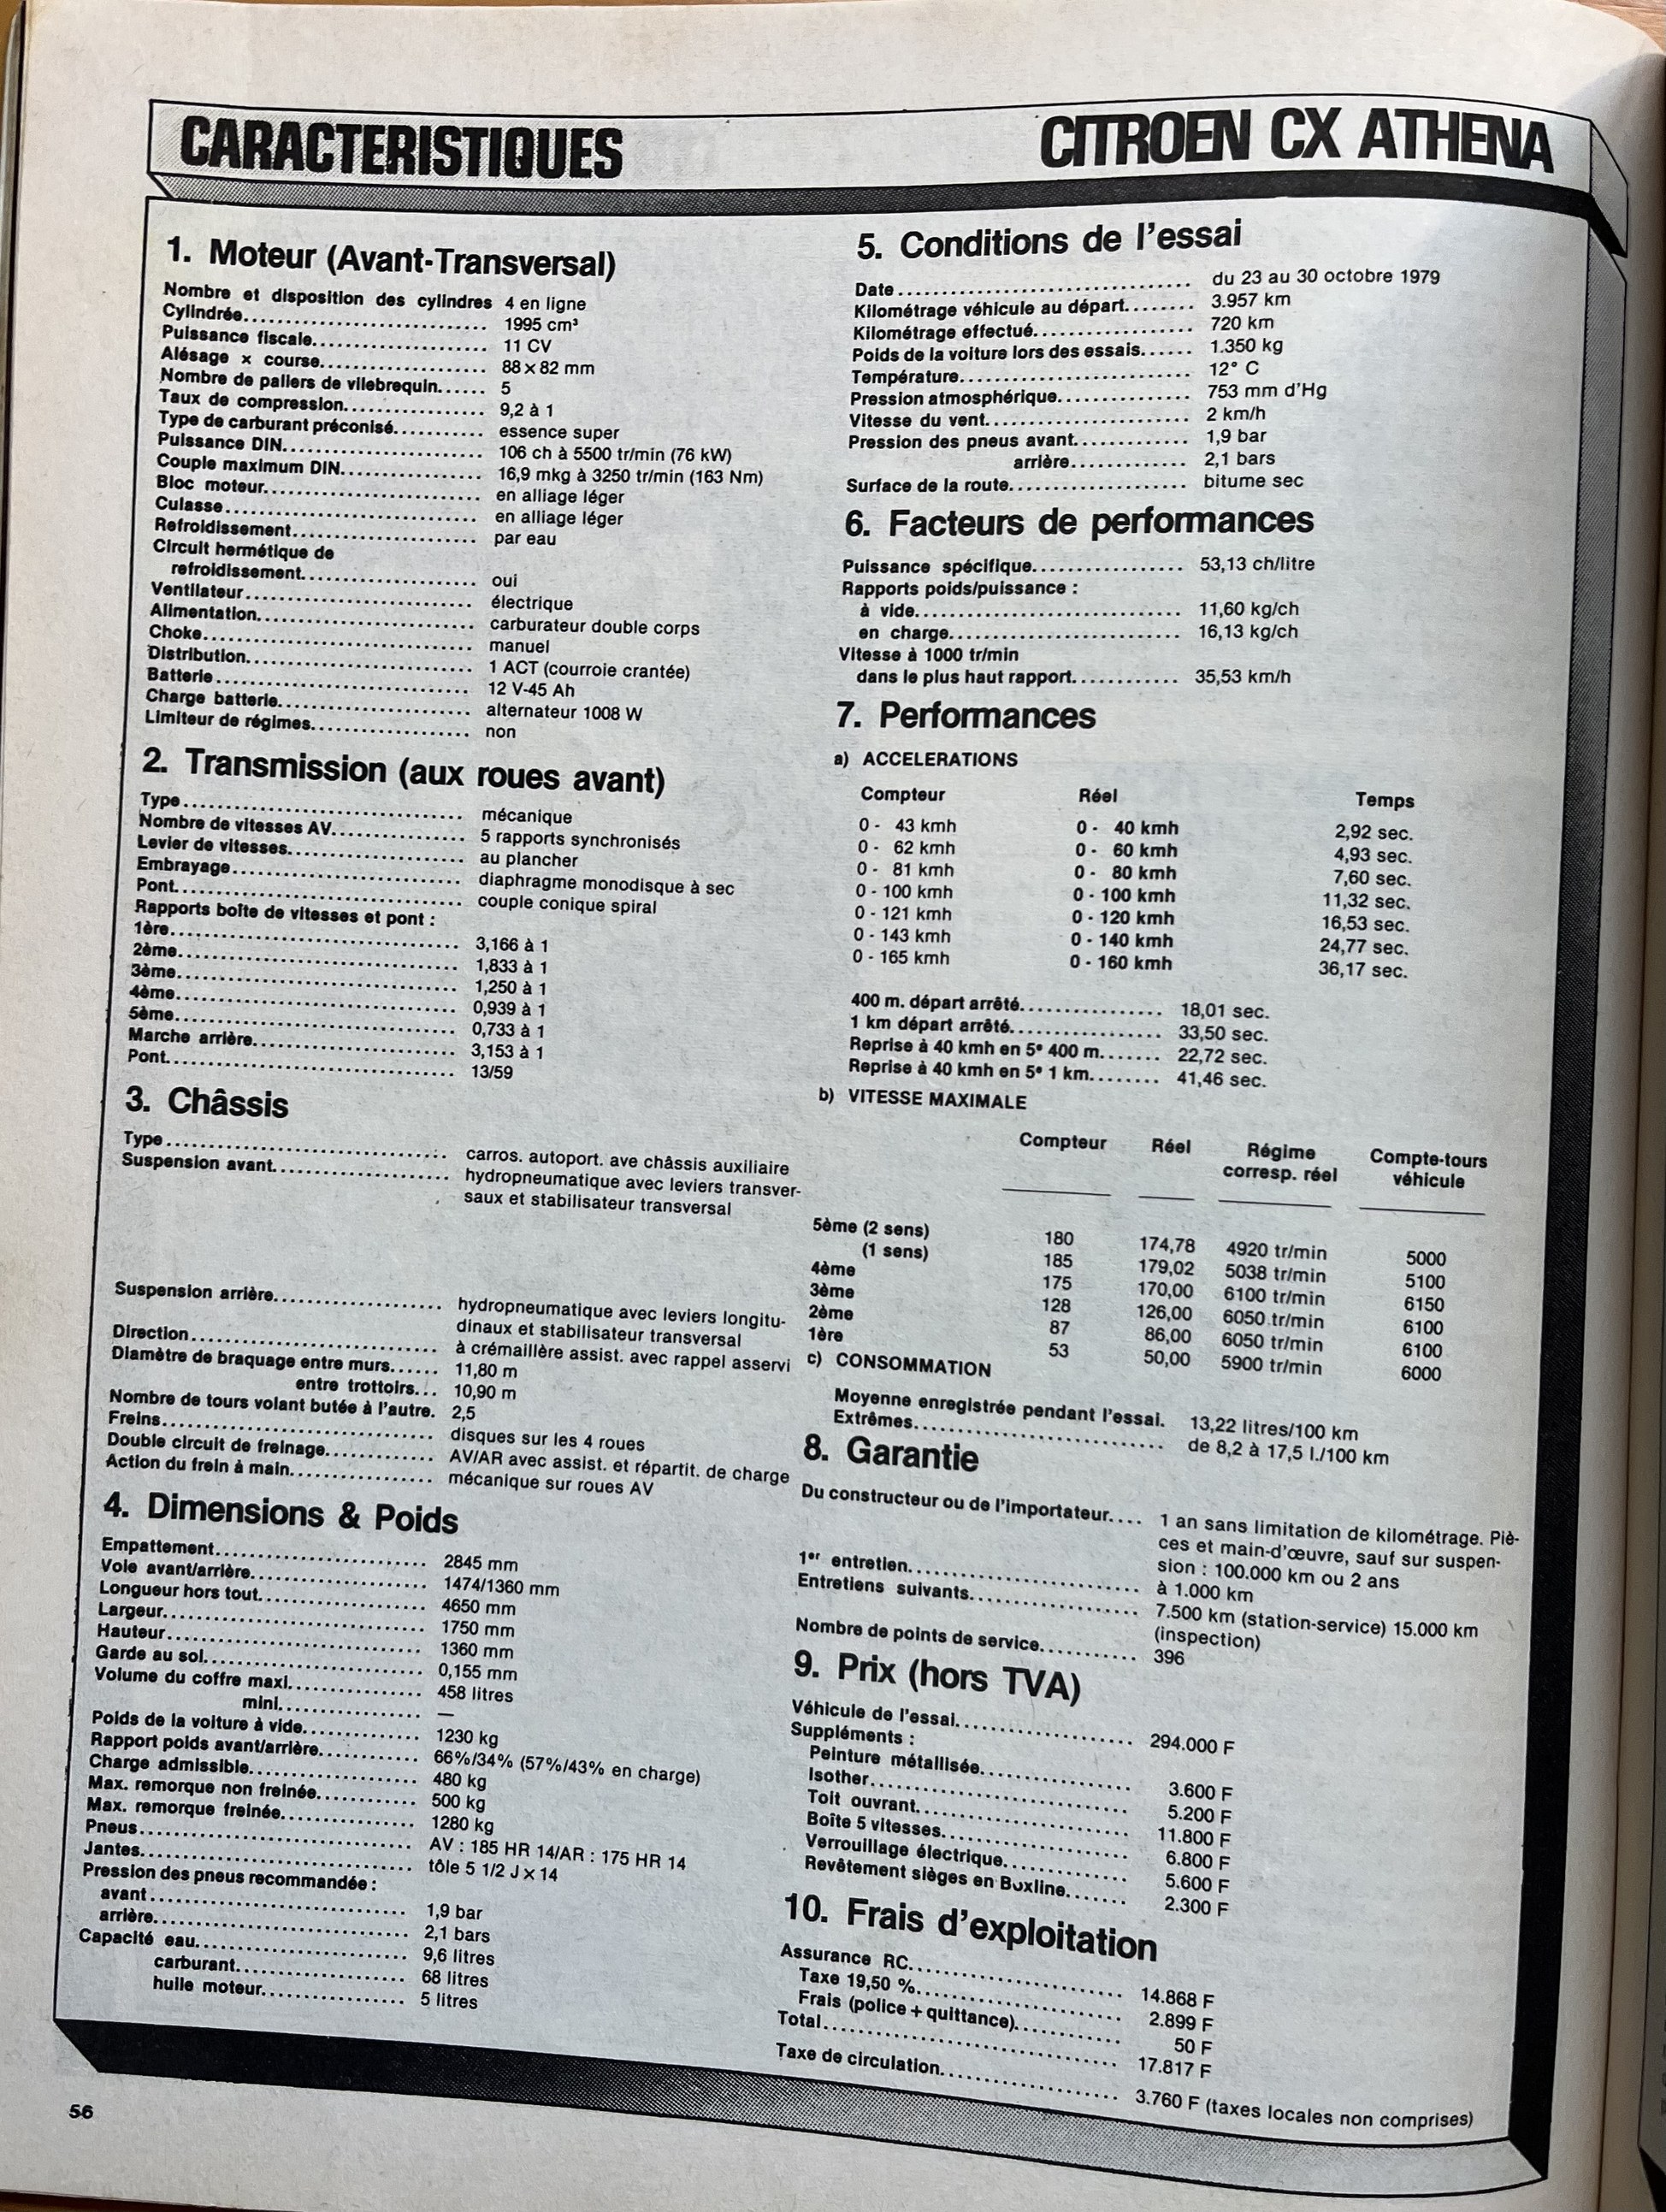 CARACTERISTIQUES
CITROEN CX ATHENA
1. Moteur (Avant-Transversal)
Nombre et disposition des cylindres 4 en ligne
Cylindrée.............................. 1995 cm³
Puissance fiscale...................... 11 CV
Alésage x course..................... 88 x 82 mm
Nombre de paliers de vilebrequin...... 5
Taux de compression................. 9,2 à 1
Type de carburant préconisé........... essence super
Puissance DIN......................... 106 ch à 5500 tr/min (76 kW)
Couple maximum DIN................ 16,9 mkg à 3250 tr/min (163 Nm)
Bloc moteur........................... en alliage léger
Culasse................................ en alliage léger
Refroidissement...................... par eau
Circuit hermétique de
refroidissement...................... oui
Ventilateur............................ électrique
Alimentation.......................... carburateur double corps
Choke................................. manuel
Distribution........................... 1 ACT (courroie crantée)
Batterie............................... 12 V-45 Ah
Charge batterie....................... alternateur 1008 W
Limiteur de régimes................... non
2. Transmission (aux roues avant)
Type................................... mécanique
Nombre de vitesses AV............... 5 rapports synchronisés
Levier de vitesses.................... au plancher
Embrayage............................ diaphragme monodisque à sec
Pont................................... couple conique spiral
Rapports boîte de vitesses et pont :
1ère................................... 3,166 à 1
2ème.................................. 1,833 à 1
3ème.................................. 1,250 à 1
4ème.................................. 0,939 à 1
5ème.................................. 0,733 à 1
Marche arrière........................ 3,153 à 1
Pont................................... 13/59
3. Châssis
Type................................... carros. autoport. ave châssis auxiliaire
Suspension avant..................... hydropneumatique avec leviers transver-
saux et stabilisateur transversal
Suspension arrière.................... hydropneumatique avec leviers longitu-
dinaux et stabilisateur transversal
Direction.............................. à crémaillère assist. avec rappel asservi
Diamètre de braquage entre murs...... 11,80 m
entre trottoirs... 10,90 m
Nombre de tours volant butée à l'autre. 2,5
Freins................................. disques sur les 4 roues
Double circuit de freinage............. AV/AR avec assist. et répartit. de charge
Action du frein à main................. mécanique sur roues AV
4. Dimensions & Poids
Empattement.......................... 2845 mm
Voie avant/arrière..................... 1474/1360 mm
Longueur hors tout.................... 4650 mm
Largeur................................ 1750 mm
Hauteur............................... 1360 mm
Garde au sol.......................... 0,155 mm
Volume du coffre maxi................ 458 litres
mini.................. —
Poids de la voiture à vide.............. 1230 kg
Rapport poids avant/arrière............ 66%/34% (57%/43% en charge)
Charge admissible.................... 480 kg
Max. remorque non freinée............ 500 kg
Max. remorque freinée................ 1280 kg
Pneus................................. AV : 185 HR 14/AR : 175 HR 14
Jantes................................. tôle 5 1/2 J x 14
Pression des pneus recommandée :
avant................................ 1,9 bar
arrière............................... 2,1 bars
Capacité eau.......................... 9,6 litres
carburant..................... 68 litres
huile moteur.................. 5 litres
5. Conditions de l'essai
Date.................................. du 23 au 30 octobre 1979
Kilométrage véhicule au départ........ 3.957 km
Kilométrage effectué.................. 720 km
Poids de la voiture lors des essais...... 1.350 kg
Température.......................... 12° C
Pression atmosphérique............... 753 mm d'Hg
Vitesse du vent....................... 2 km/h
Pression des pneus avant............. 1,9 bar
arrière............. 2,1 bars
Surface de la route.................... bitume sec
6. Facteurs de performances
Puissance spécifique................. 53,13 ch/litre
Rapports poids/puissance :
à vide............................... 11,60 kg/ch
en charge........................... 16,13 kg/ch
Vitesse à 1000 tr/min
dans le plus haut rapport............ 35,53 km/h
7. Performances
a) ACCELERATIONS
Compteur Réel Temps
0 - 43 kmh 0 - 40 kmh 2,92 sec.
0 - 62 kmh 0 - 60 kmh 4,93 sec.
0 - 81 kmh 0 - 80 kmh 7,60 sec.
0 - 100 kmh 0 - 100 kmh 11,32 sec.
0 - 121 kmh 0 - 120 kmh 16,53 sec.
0 - 143 kmh 0 - 140 kmh 24,77 sec.
0 - 165 kmh 0 - 160 kmh 36,17 sec.
400 m. départ arrêté................. 18,01 sec.
1 km départ arrêté................... 33,50 sec.
Reprise à 40 kmh en 5e 400 m....... 22,72 sec.
Reprise à 40 kmh en 5e 1 km........ 41,46 sec.
b) VITESSE MAXIMALE
Compteur Réel Régime Compte-tours
corresp. réel véhicule
5ème (2 sens) 180 174,78 4920 tr/min 5000
(1 sens) 185 179,02 5038 tr/min 5100
4ème 175 170,00 6100 tr/min 6150
3ème 128 126,00 6050 tr/min 6100
2ème 87 86,00 6050 tr/min 6100
1ère 53 50,00 5900 tr/min 6000
c) CONSOMMATION
Moyenne enregistrée pendant l'essai. 13,22 litres/100 km
Extrêmes............................. de 8,2 à 17,5 l./100 km
8. Garantie
Du constructeur ou de l'importateur.... 1 an sans limitation de kilométrage. Piè-
ces et main-d'œuvre, sauf sur suspen-
sion : 100.000 km ou 2 ans
1er entretien........................... à 1.000 km
Entretiens suivants.................... 7.500 km (station-service) 15.000 km
(inspection)
Nombre de points de service........... 396
9. Prix (hors TVA)
Véhicule de l'essai..................... 294.000 F
Suppléments :
Peinture métallisée.................. 3.600 F
Isother............................... 5.200 F
Toit ouvrant.......................... 11.800 F
Boîte 5 vitesses...................... 6.800 F
Verrouillage électrique............... 5.600 F
Revêtement sièges en Buxline....... 2.300 F
10. Frais d'exploitation
Assurance RC......................... 14.868 F
Taxe 19,50 %........................ 2.899 F
Frais (police + quittance)............. 50 F
Total.................................. 17.817 F
Taxe de circulation.................... 3.760 F (taxes locales non comprises)
56